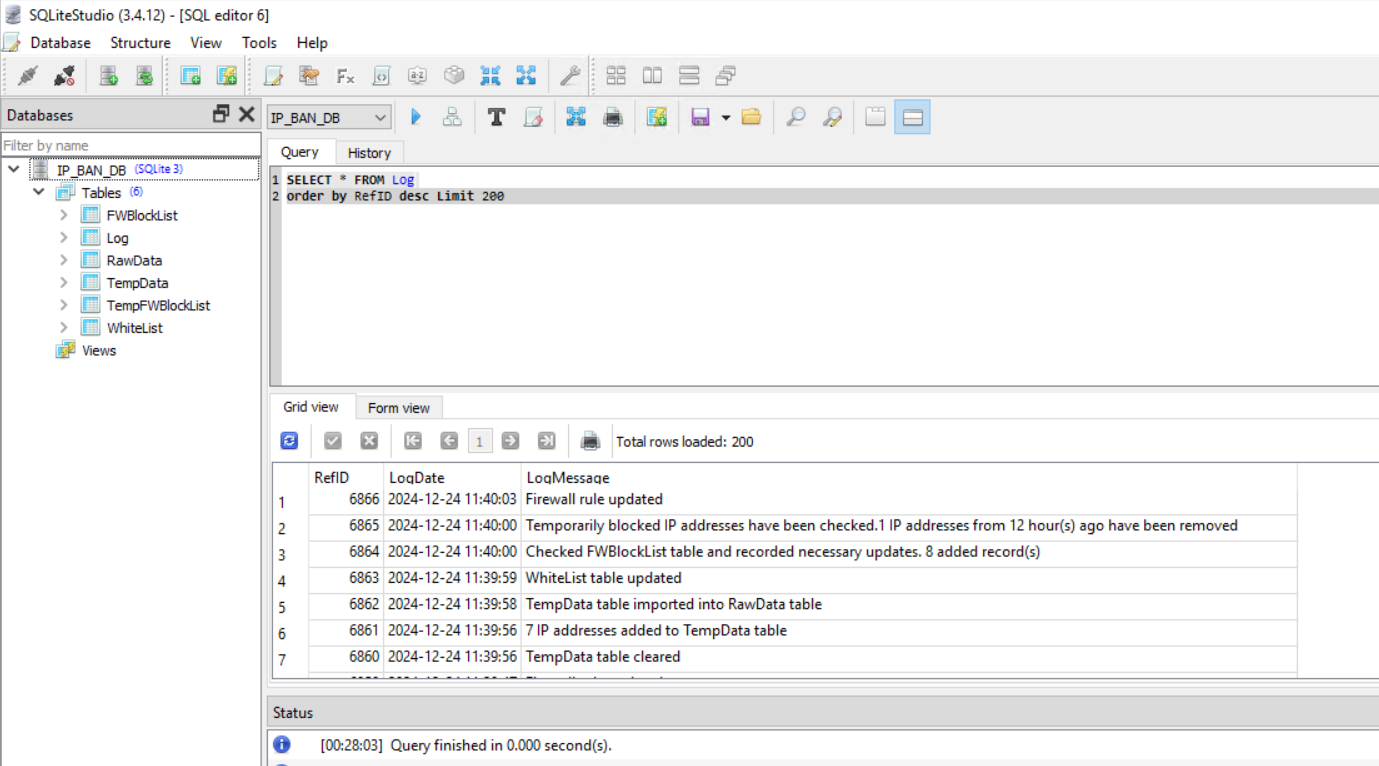 SQLiteStudio (3.4.12) - [SQL editor 6]
Database Structure View Tools Help
Databases
IP_BAN_DB
Filter by name
IP_BAN_DB (SQLite 3)
Tables (6)
FWBlockList
Log
RawData
TempData
TempFWBlockList
WhiteList
Views
Query History
1 SELECT * FROM Log
2 order by RefID desc Limit 200
Grid view Form view
1 Total rows loaded: 200
RefID LogDate LogMessage
1 6866 2024-12-24 11:40:03 Firewall rule updated
2 6865 2024-12-24 11:40:00 Temporarily blocked IP addresses have been checked.1 IP addresses from 12 hour(s) ago have been removed
3 6864 2024-12-24 11:40:00 Checked FWBlockList table and recorded necessary updates. 8 added record(s)
4 6863 2024-12-24 11:39:59 WhiteList table updated
5 6862 2024-12-24 11:39:58 TempData table imported into RawData table
6 6861 2024-12-24 11:39:56 7 IP addresses added to TempData table
7 6860 2024-12-24 11:39:56 TempData table cleared
Status
[00:28:03] Query finished in 0.000 second(s).